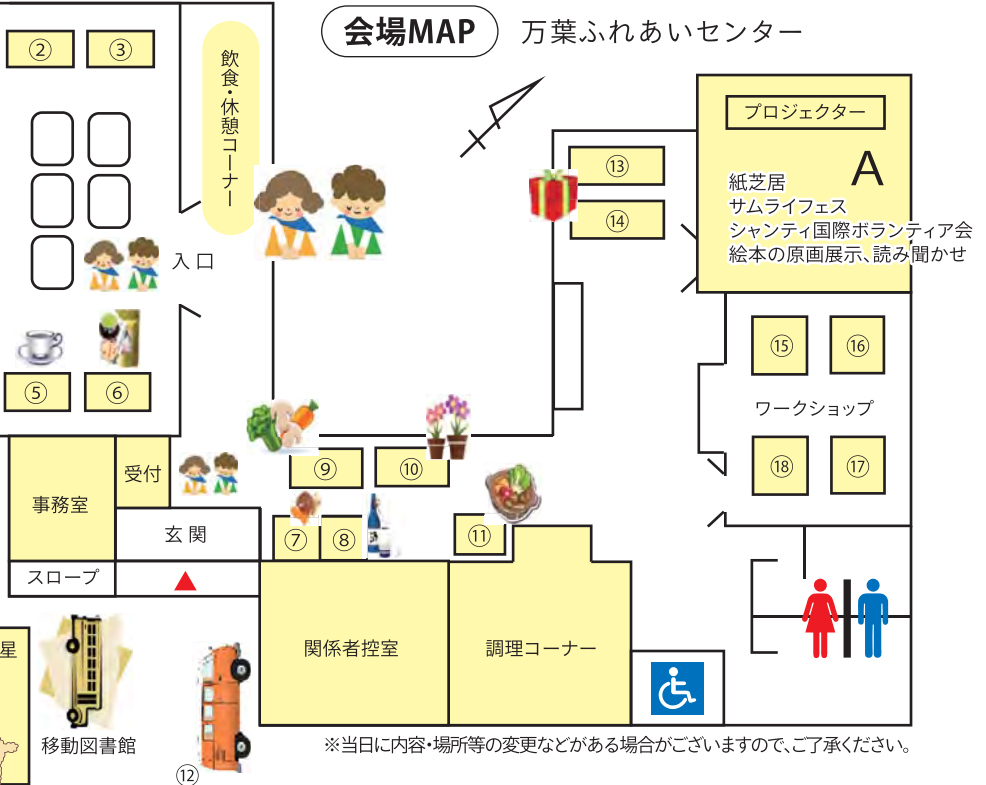 会場MAP
万葉ふれあいセンター
②
③
飲食・休憩コーナー
入口
⑤
⑥
⑬
⑭
プロジェクター
A
紙芝居
サムライフェス
シャンティ国際ボランティア会
絵本の原画展示、読み聞かせ
⑮
⑯
ワークショップ
⑱
⑰
⑨
⑩
⑦
⑧
⑪
事務室
受付
玄関
スロープ
関係者控室
調理コーナー
星
移動図書館
⑫
※当日に内容・場所等の変更などがある場合がございますので、ご了承ください。